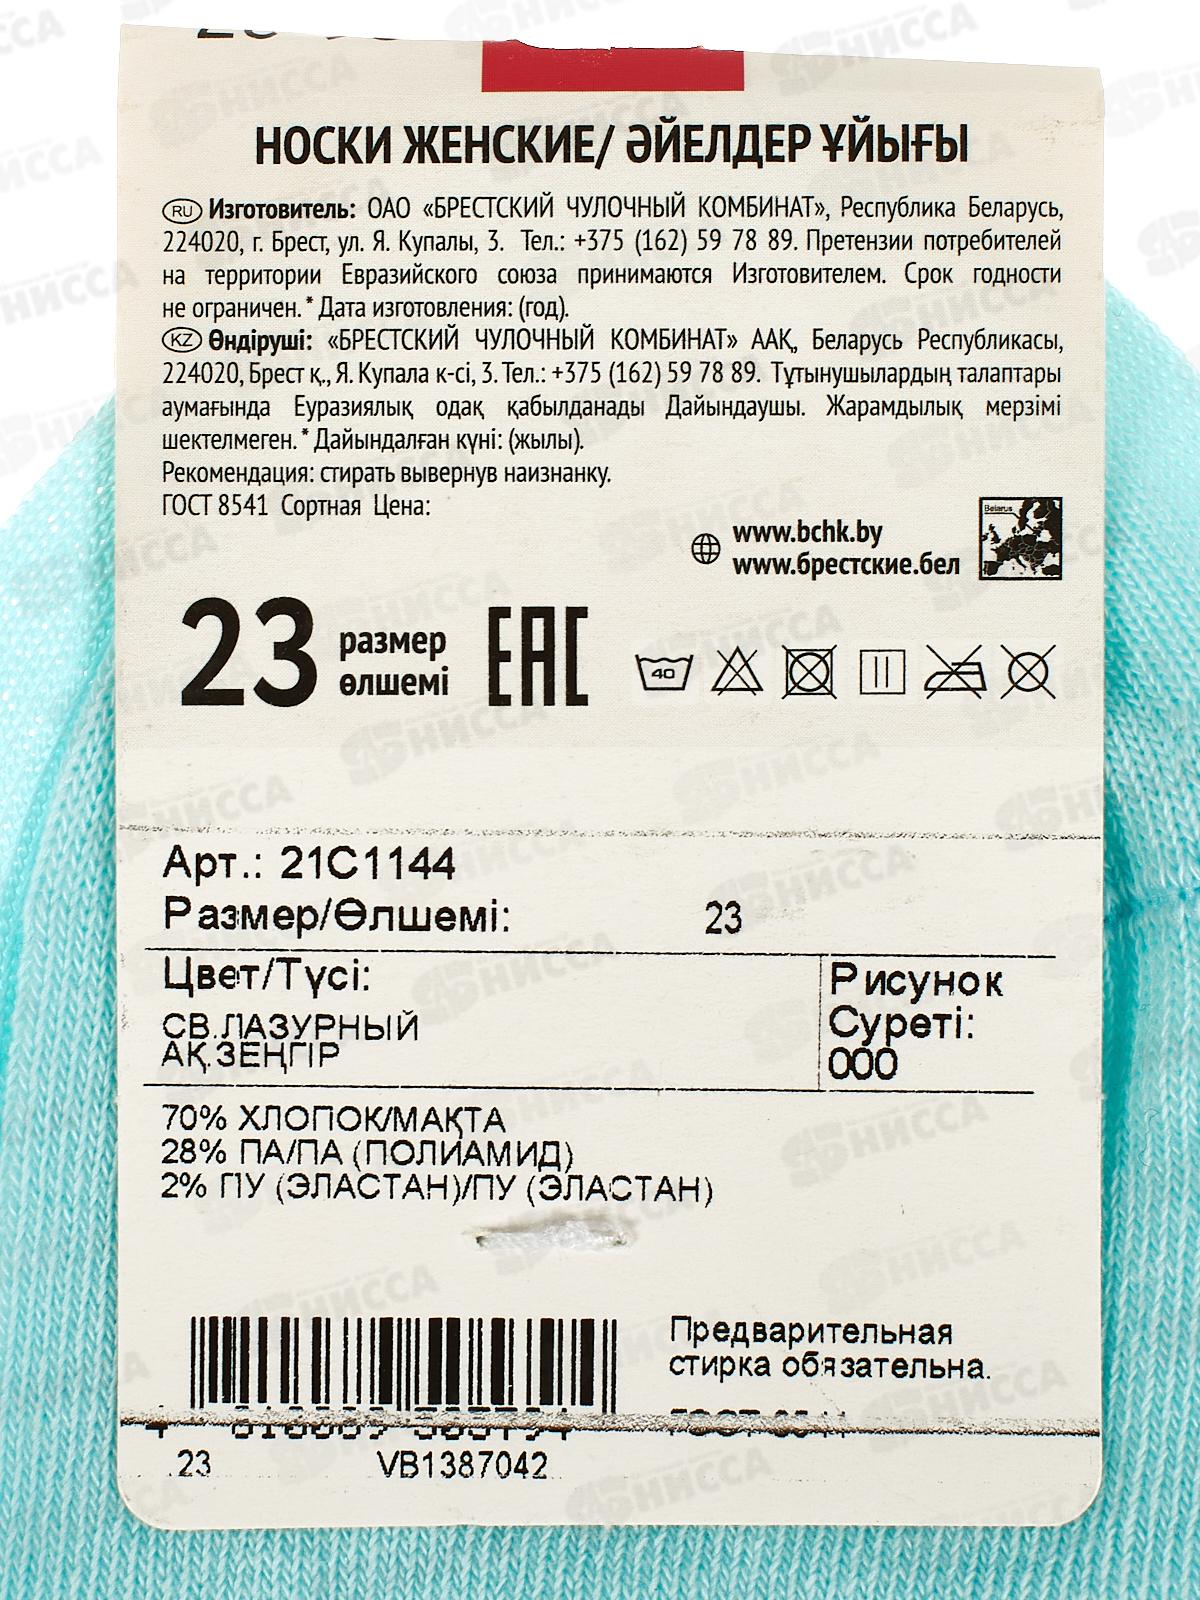 НОСКИ ЖЕНСКИЕ/ ӘЙЕЛДЕР ҰЙЫҒЫ
RU Изготовитель: ОАО «БРЕСТСКИЙ ЧУЛОЧНЫЙ КОМБИНАТ», Республика Беларусь,
224020, г. Брест, ул. Я. Купалы, 3. Тел.: +375 (162) 59 78 89. Претензии потребителей
на территории Евразийского союза принимаются Изготовителем. Срок годности
не ограничен. * Дата изготовления: (год).
KZ Өндіруші: «БРЕСТСКИЙ ЧУЛОЧНЫЙ КОМБИНАТ» ААҚ, Беларусь Республикасы,
224020, Брест қ., Я. Купала к-сі, 3. Тел.: +375 (162) 59 78 89. Тұтынушылардың талаптары
аумағында Еуразиялық одақ қабылданады Дайындаушы. Жарамдылық мерзімі
шектелмеген. * Дайындалған күні: (жылы).
Рекомендация: стирать вывернув наизнанку.
ГОСТ 8541 Сортная Цена:
Belarus
www.bchk.by
www.брестские.бел
23 размер
өлшемі
EAC
40
Арт.: 21С1144
Размер/Өлшемі: 23
Цвет/Түсі:
СВ.ЛАЗУРНЫЙ
АҚ.ЗЕҢГІР
Рисунок
Суреті:
000
70% ХЛОПОК/МАҚТА
28% ПА/ПА (ПОЛИАМИД)
2% ПУ (ЭЛАСТАН)/ПУ (ЭЛАСТАН)
Предварительная
стирка обязательна.
23 VB1387042
НИССА